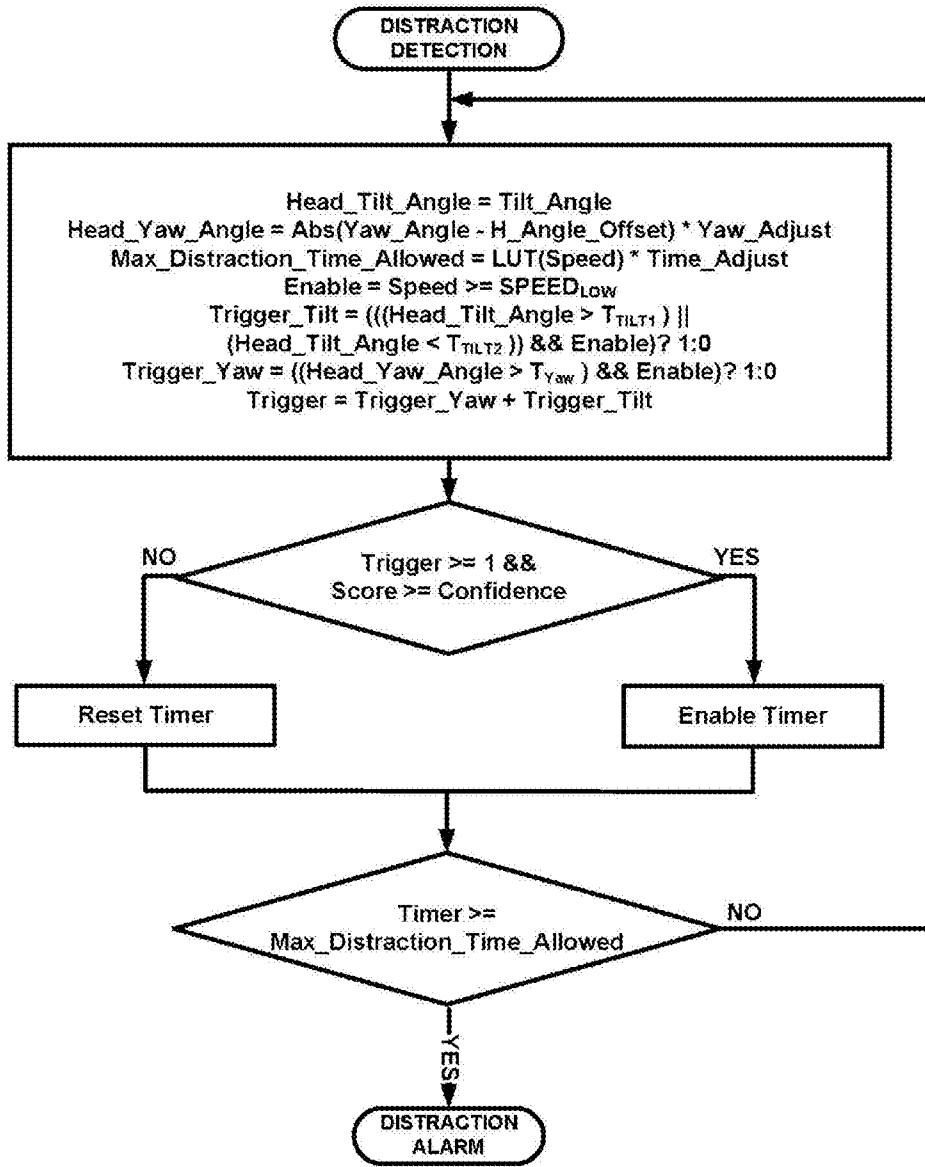 DISTRACTION
DETECTION
Head_Tilt_Angle = Tilt_Angle
Head_Yaw_Angle = Abs(Yaw_Angle - H_Angle_Offset) * Yaw_Adjust
Max_Distraction_Time_Allowed = LUT(Speed) * Time_Adjust
Enable = Speed >= SPEEDLOW
Trigger_Tilt = (((Head_Tilt_Angle > TTILT1 ) ||
(Head_Tilt_Angle < TTILT2 )) && Enable)? 1:0
Trigger_Yaw = ((Head_Yaw_Angle > TYaw ) && Enable)? 1:0
Trigger = Trigger_Yaw + Trigger_Tilt
NO
Trigger >= 1 &&
Score >= Confidence
YES
Reset Timer
Enable Timer
Timer >=
Max_Distraction_Time_Allowed
NO
YES
DISTRACTION
ALARM